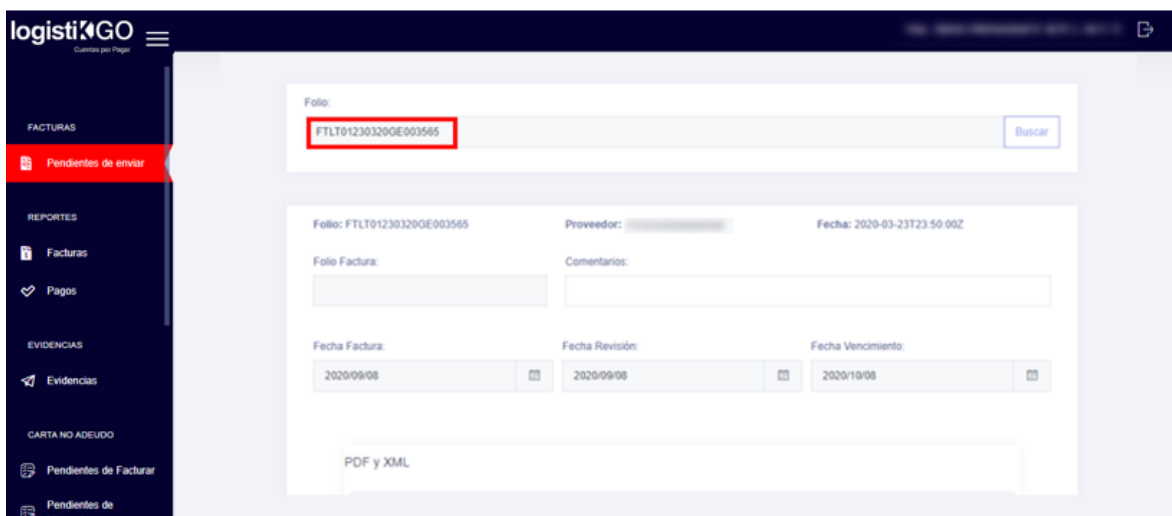 logistiKGO
Cuentas por Pagar
FACTURAS
Pendientes de enviar
REPORTES
Facturas
Pagos
EVIDENCIAS
Evidencias
CARTA NO ADEUDO
Pendientes de Facturar
Pendientes de
Folio:
FTLT01230320GE003565
Buscar
Folio: FTLT01230320GE003565 Proveedor: Fecha: 2020-03-23T23:50:00Z
Folio Factura: Comentarios:
Fecha Factura: Fecha Revisión: Fecha Vencimiento:
2020/09/08 2020/09/08 2020/10/08
PDF y XML